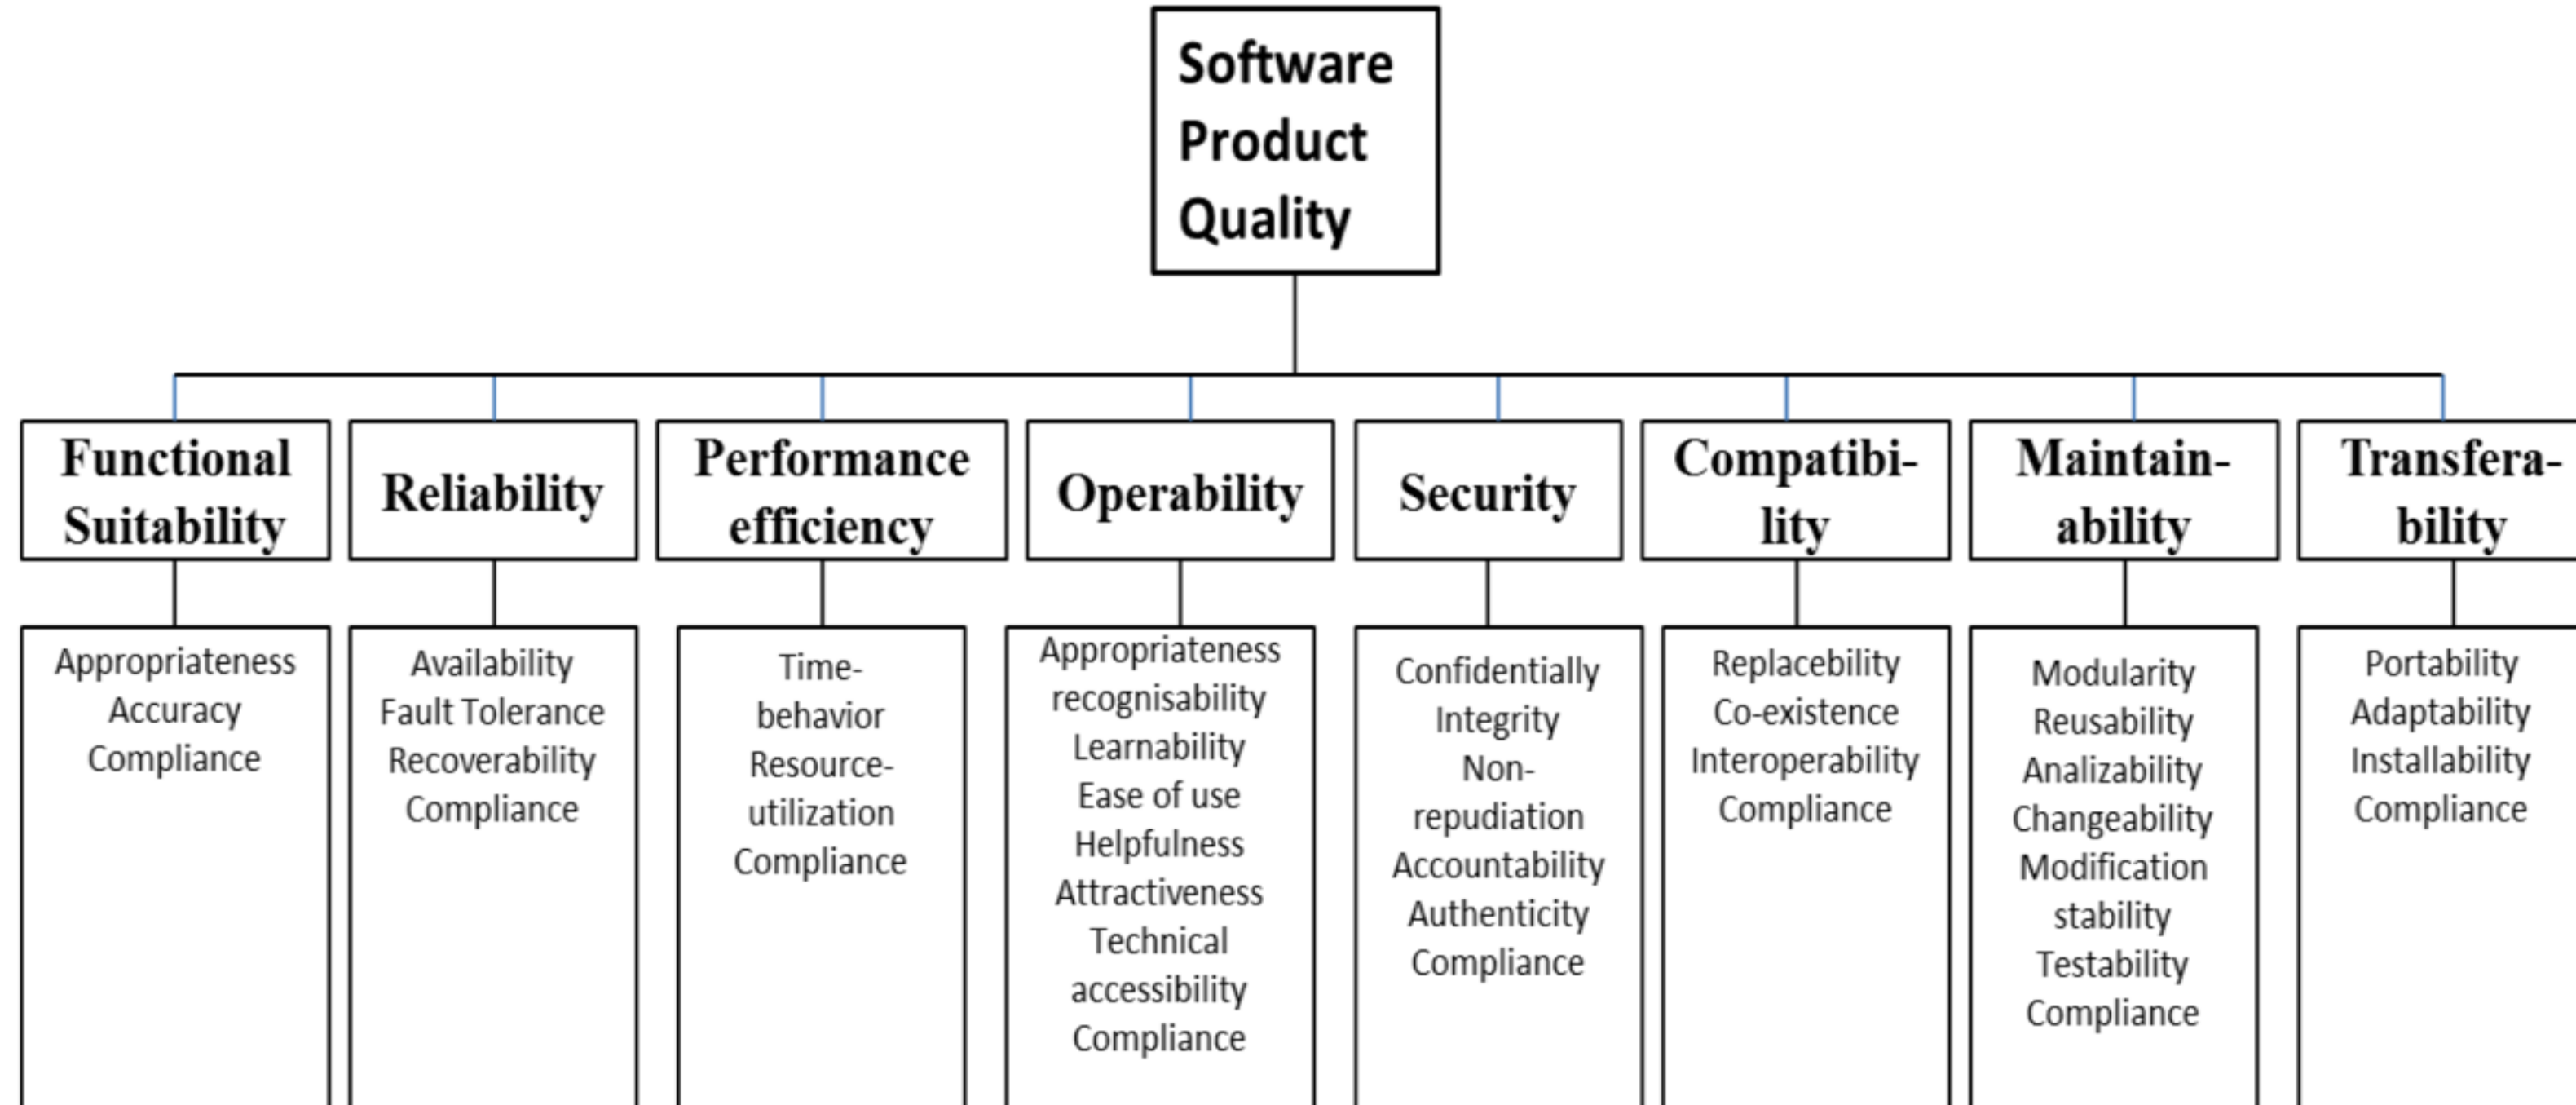 Software
Product
Quality
Functional
Suitability
Reliability
Performance
efficiency
Operability
Security
Compatibi-
lity
Maintain-
ability
Transfera-
bility
Appropriateness
Accuracy
Compliance
Availability
Fault Tolerance
Recoverability
Compliance
Time-
behavior
Resource-
utilization
Compliance
Appropriateness
recognisability
Learnability
Ease of use
Helpfulness
Attractiveness
Technical
accessibility
Compliance
Confidentially
Integrity
Non-
repudiation
Accountability
Authenticity
Compliance
Replacebility
Co-existence
Interoperability
Compliance
Modularity
Reusability
Analizability
Changeability
Modification
stability
Testability
Compliance
Portability
Adaptability
Installability
Compliance